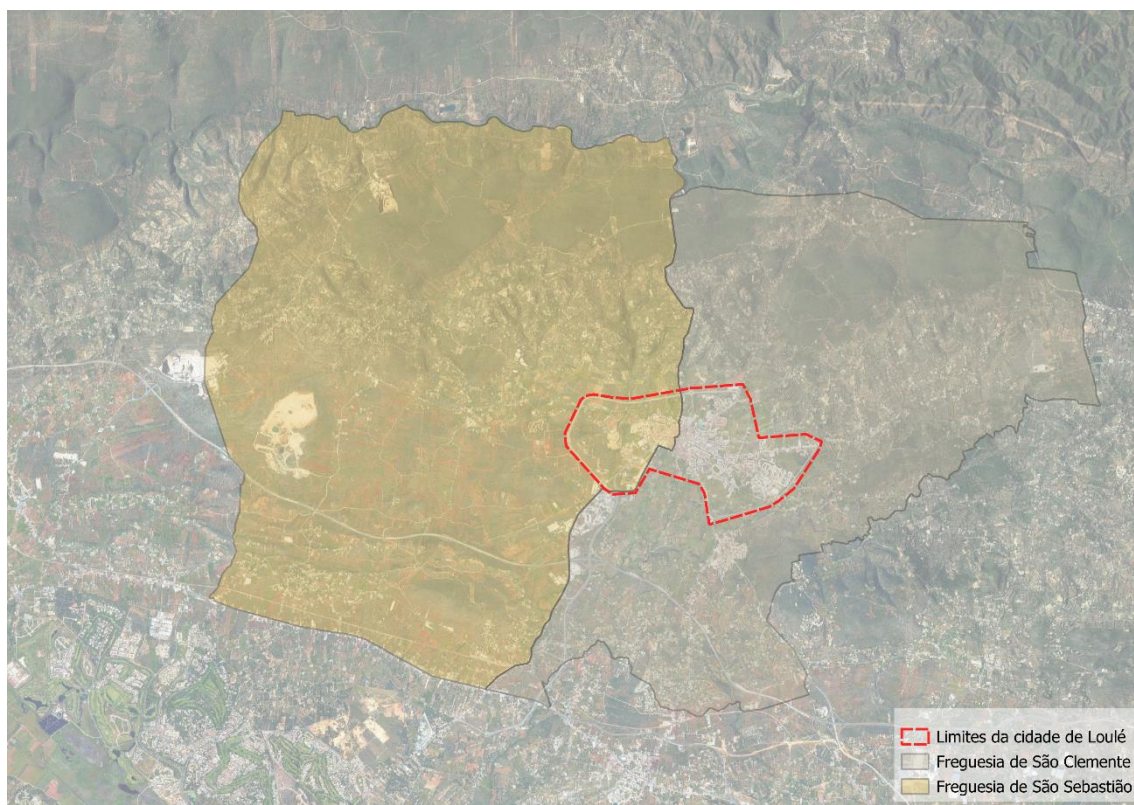 Limites da cidade de Loulé
Freguesia de São Clemente
Freguesia de São Sebastião